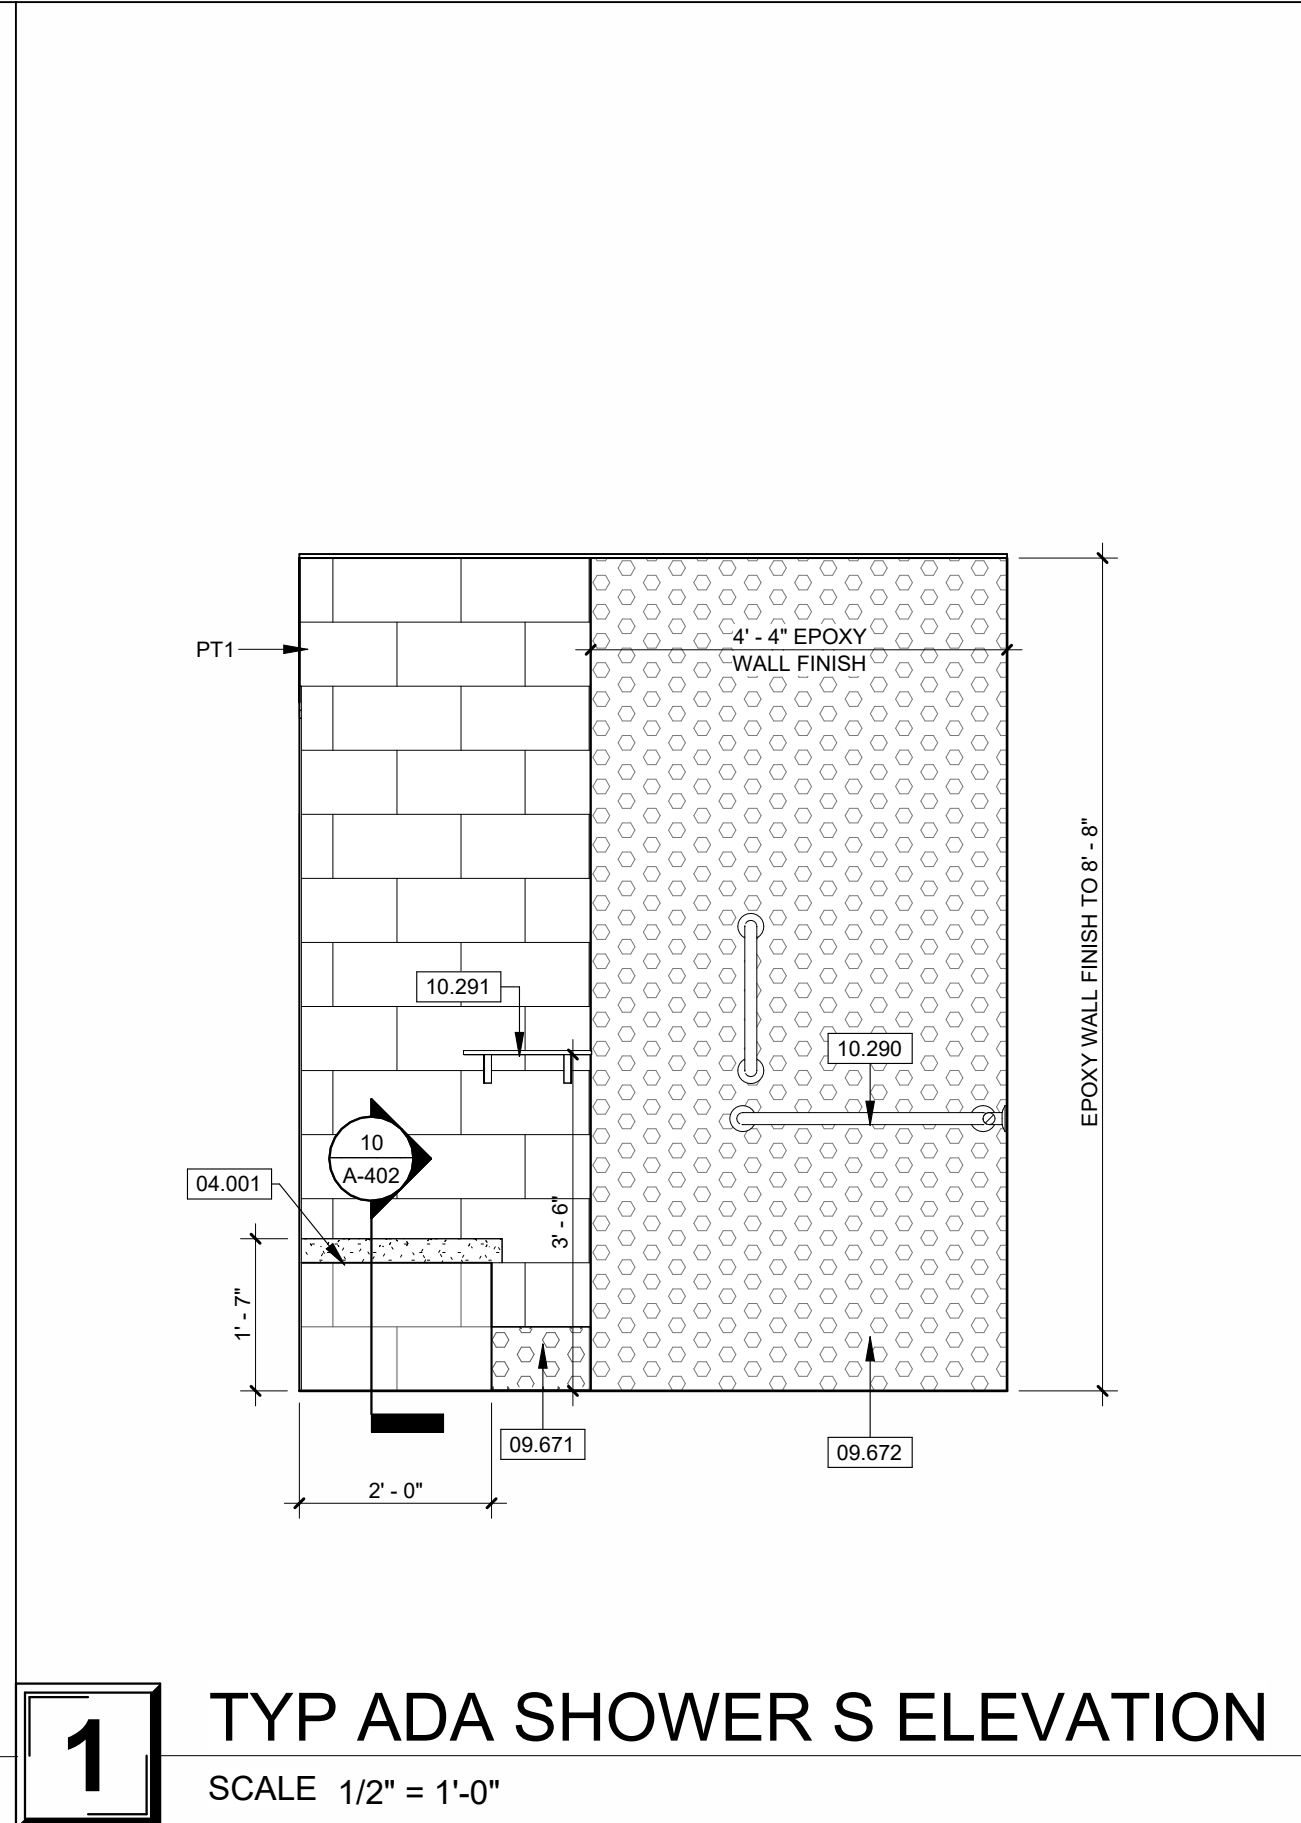 4' - 4" EPOXY
WALL FINISH
PT1
EPOXY WALL FINISH TO 8' - 8"
10.291
10.290
10
A-402
04.001
3' - 6"
1' - 7"
09.671
09.672
2' - 0"
1
TYP ADA SHOWER S ELEVATION
SCALE 1/2" = 1'-0"